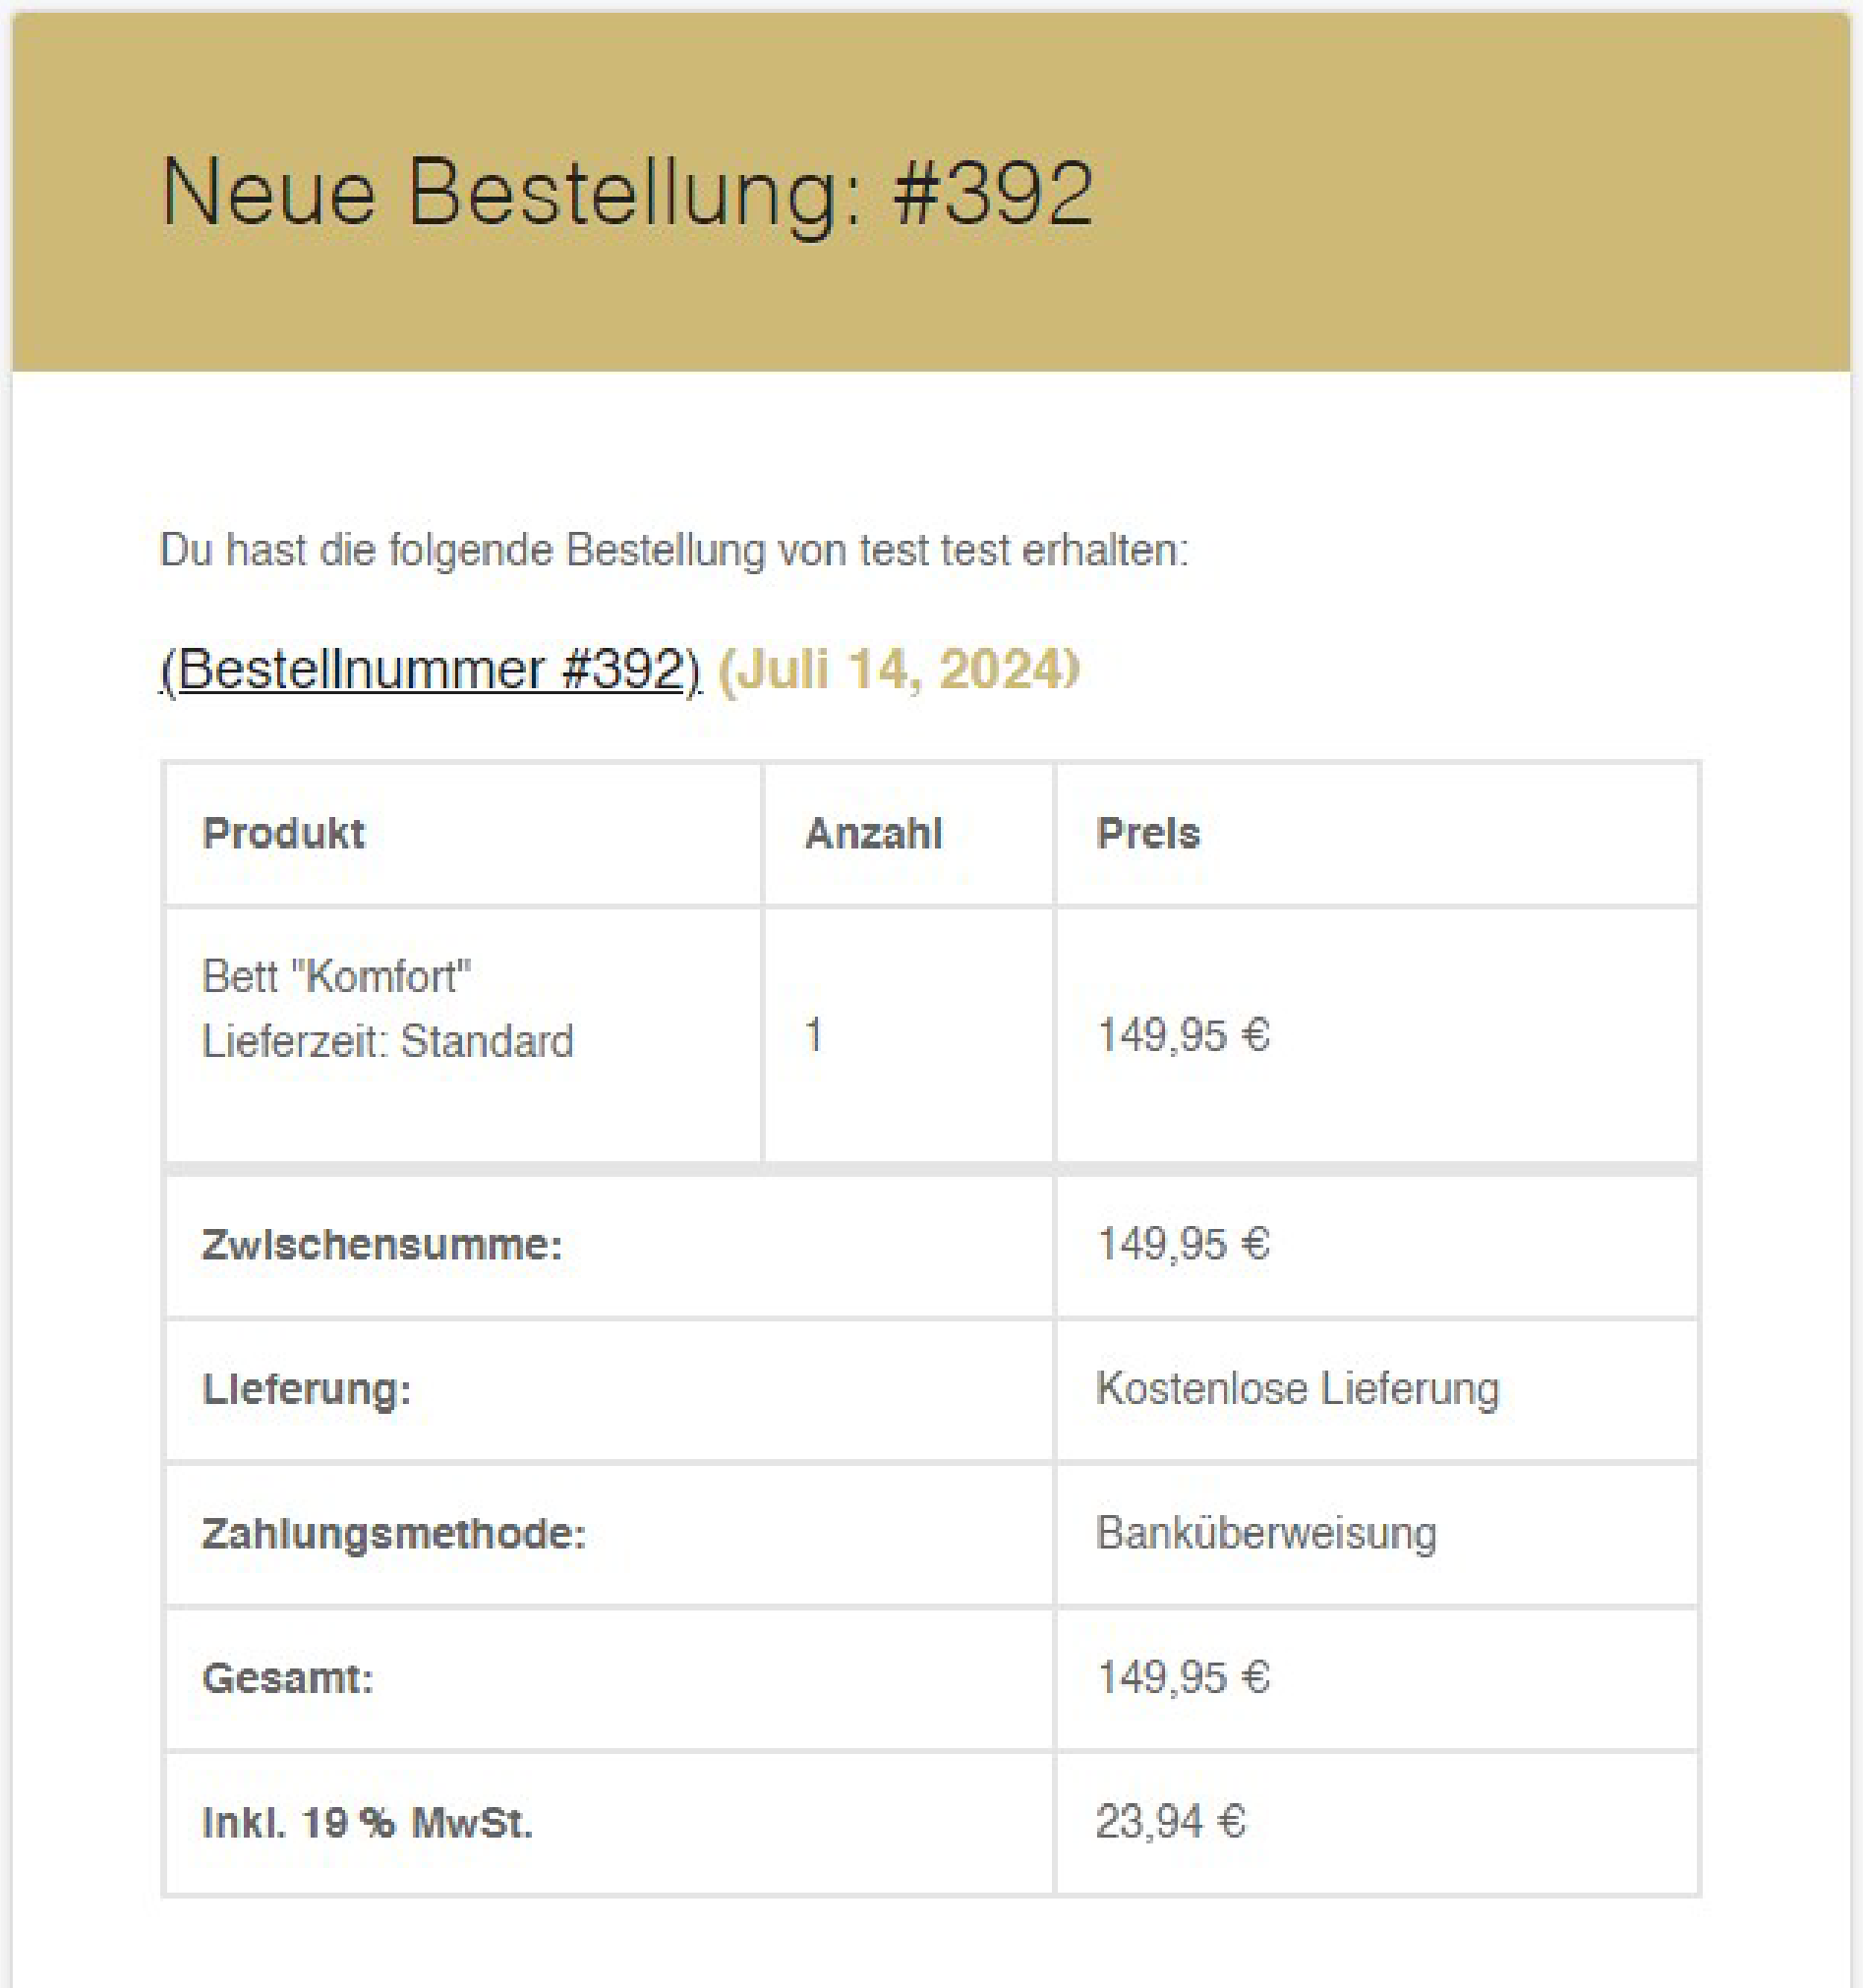 Neue Bestellung: #392
Du hast die folgende Bestellung von test test erhalten:
(Bestellnummer #392) (Juli 14, 2024)
Produkt Anzahl Preis
Bett "Komfort"
Lieferzeit: Standard
1 149,95 €
Zwischensumme: 149,95 €
Lieferung: Kostenlose Lieferung
Zahlungsmethode: Banküberweisung
Gesamt: 149,95 €
Inkl. 19 % MwSt. 23,94 €